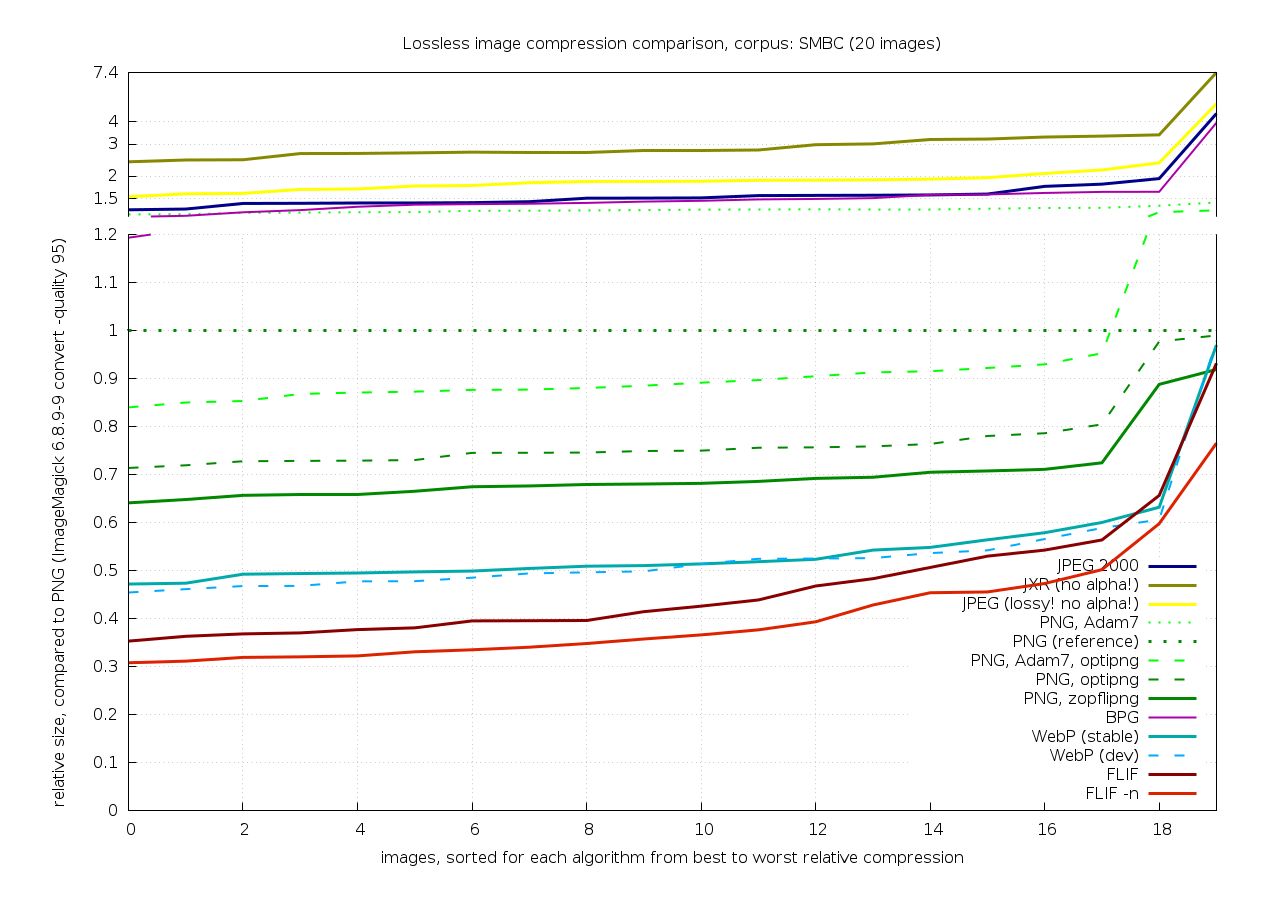 Lossless image compression comparison, corpus: SMBC (20 images)
7.4
4
3
2
1.5
1.2
1.1
1
0.9
0.8
0.7
0.6
0.5
0.4
0.3
0.2
0.1
0
relative size, compared to PNG (ImageMagick 6.8.9-9 convert -quality 95)
JPEG 2000
JXR (no alpha!)
JPEG (lossy! no alpha!)
PNG, Adam7
PNG (reference)
PNG, Adam7, optipng
PNG, optipng
PNG, zopflipng
BPG
WebP (stable)
WebP (dev)
FLIF
FLIF -n
0 2 4 6 8 10 12 14 16 18
images, sorted for each algorithm from best to worst relative compression